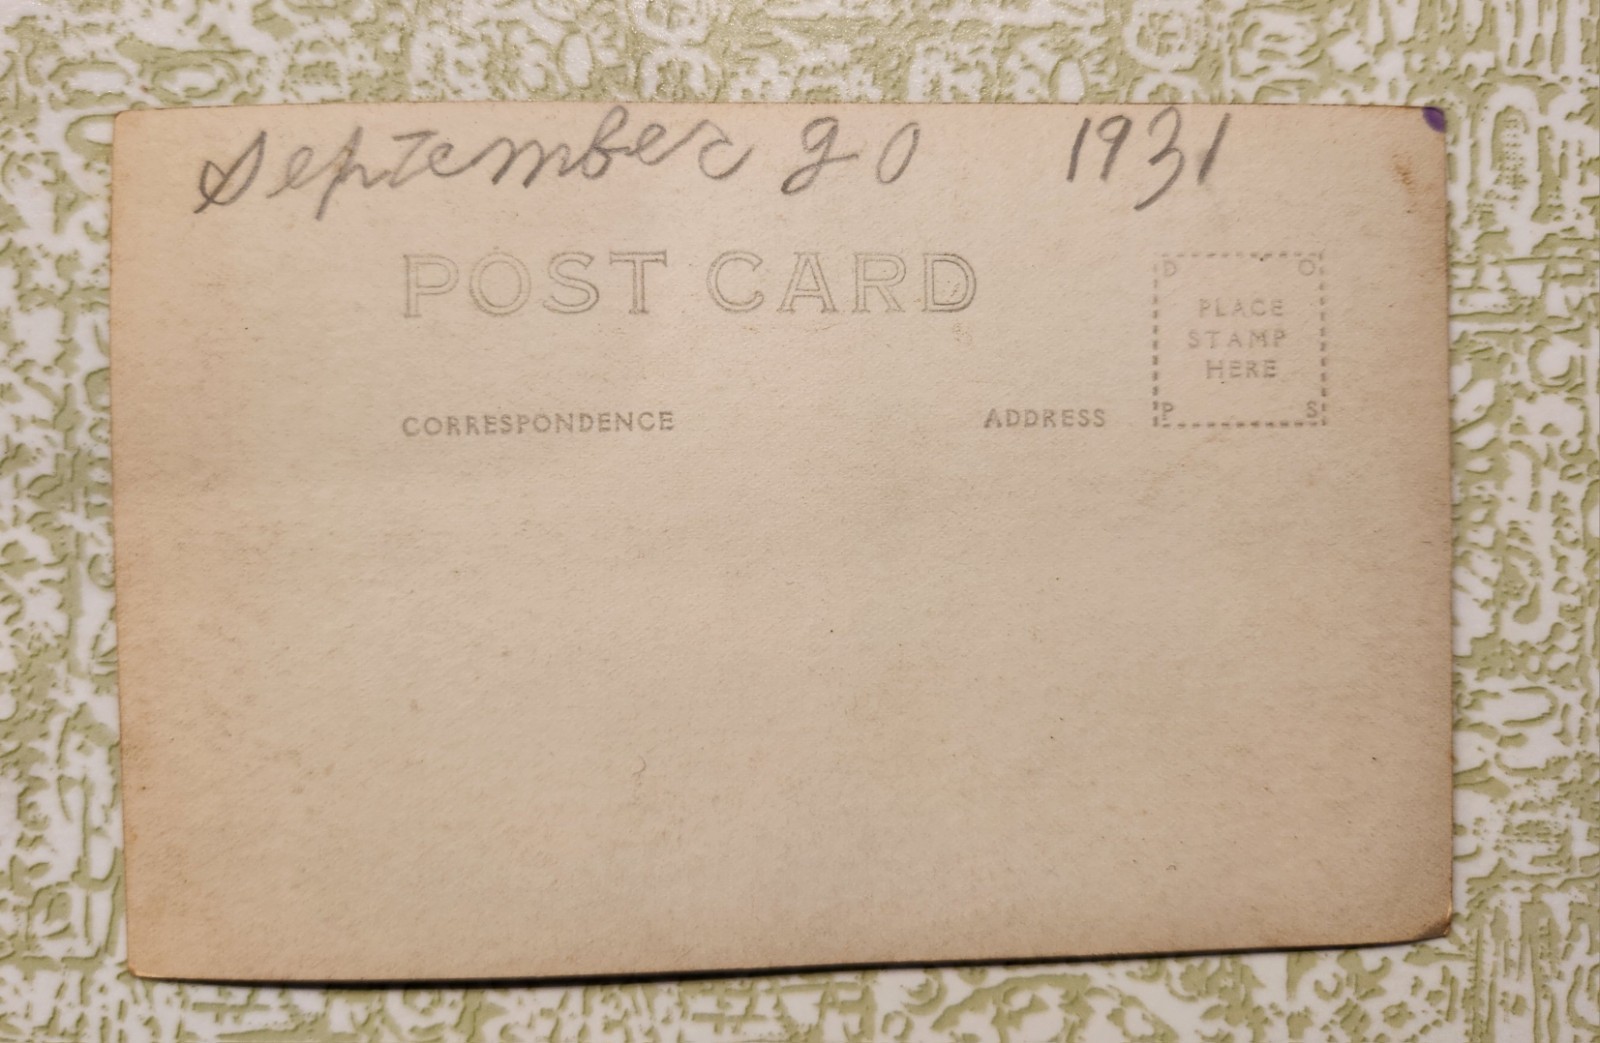 September 20 1931
POST CARD
D O
PLACE
STAMP
HERE
P S
CORRESPONDENCE
ADDRESS